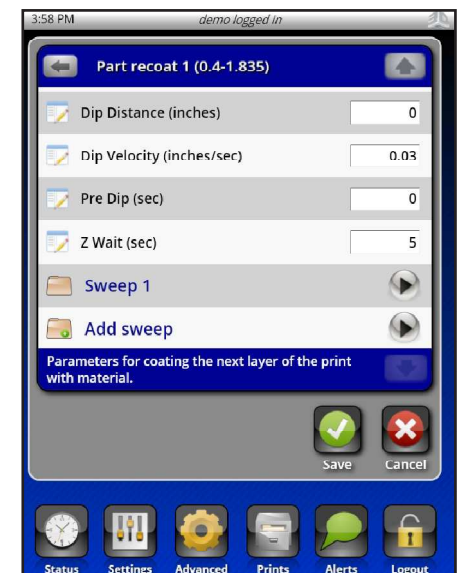 3:58 PM demo logged in
Part recoat 1 (0.4-1.835)
Dip Distance (inches) 0
Dip Velocity (inches/sec) 0.03
Pre Dip (sec) 0
Z Wait (sec) 5
Sweep 1
Add sweep
Parameters for coating the next layer of the print
with material.
Save Cancel
Status Settings Advanced Prints Alerts Logout